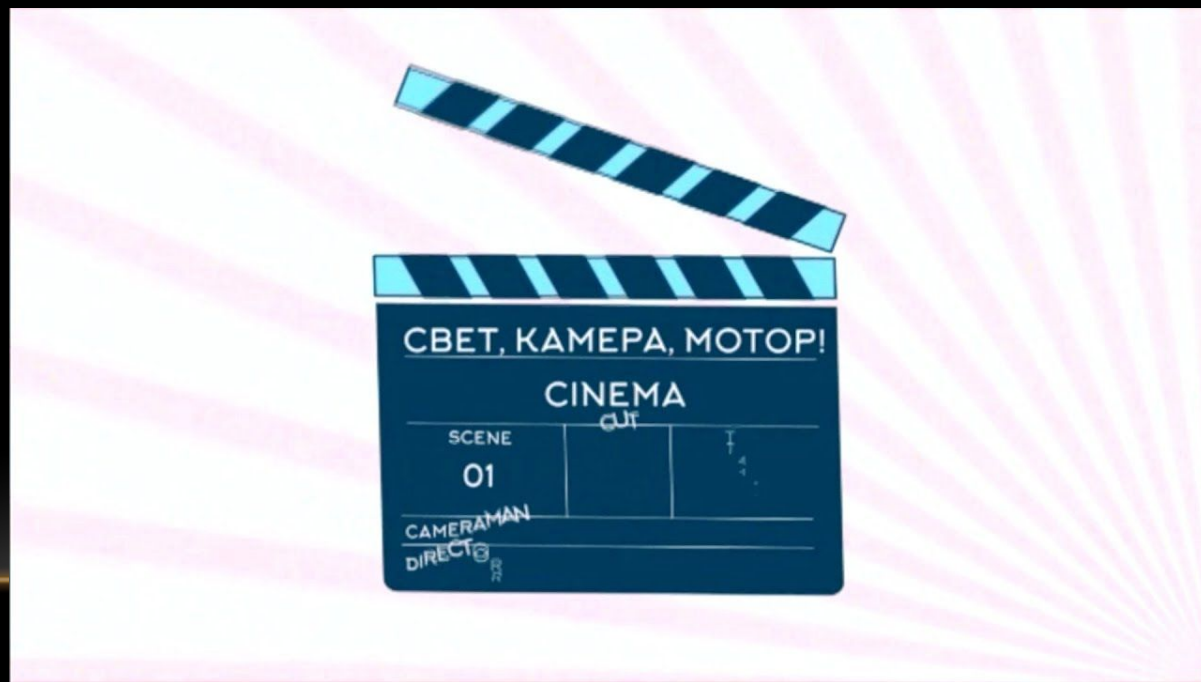 СВЕТ, КАМЕРА, МОТОР!
CINEMA
CUT
SCENE
01
CAMERAMAN
DIRECTOR